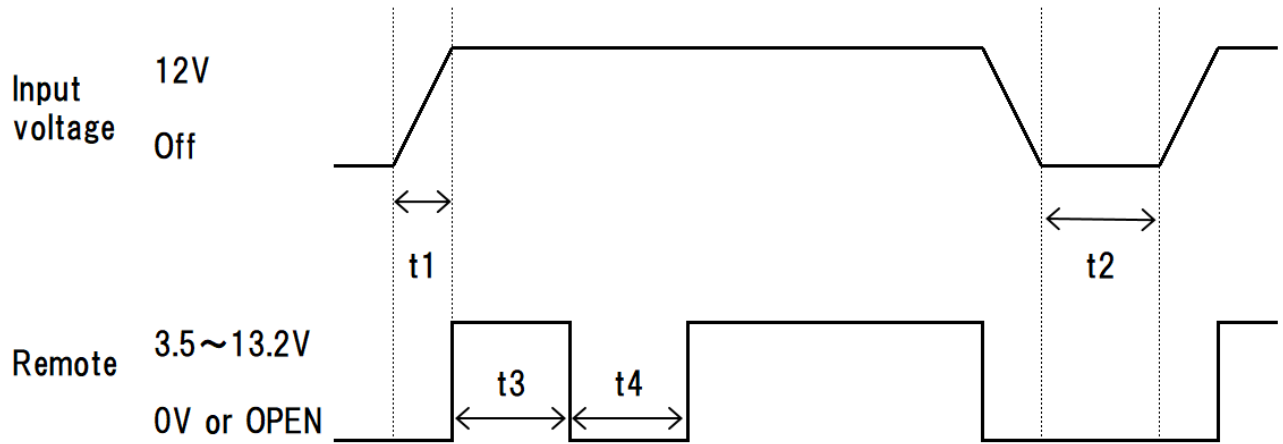 Input
voltage
12V
Off
t1
t2
Remote
3.5～13.2V
0V or OPEN
t3
t4